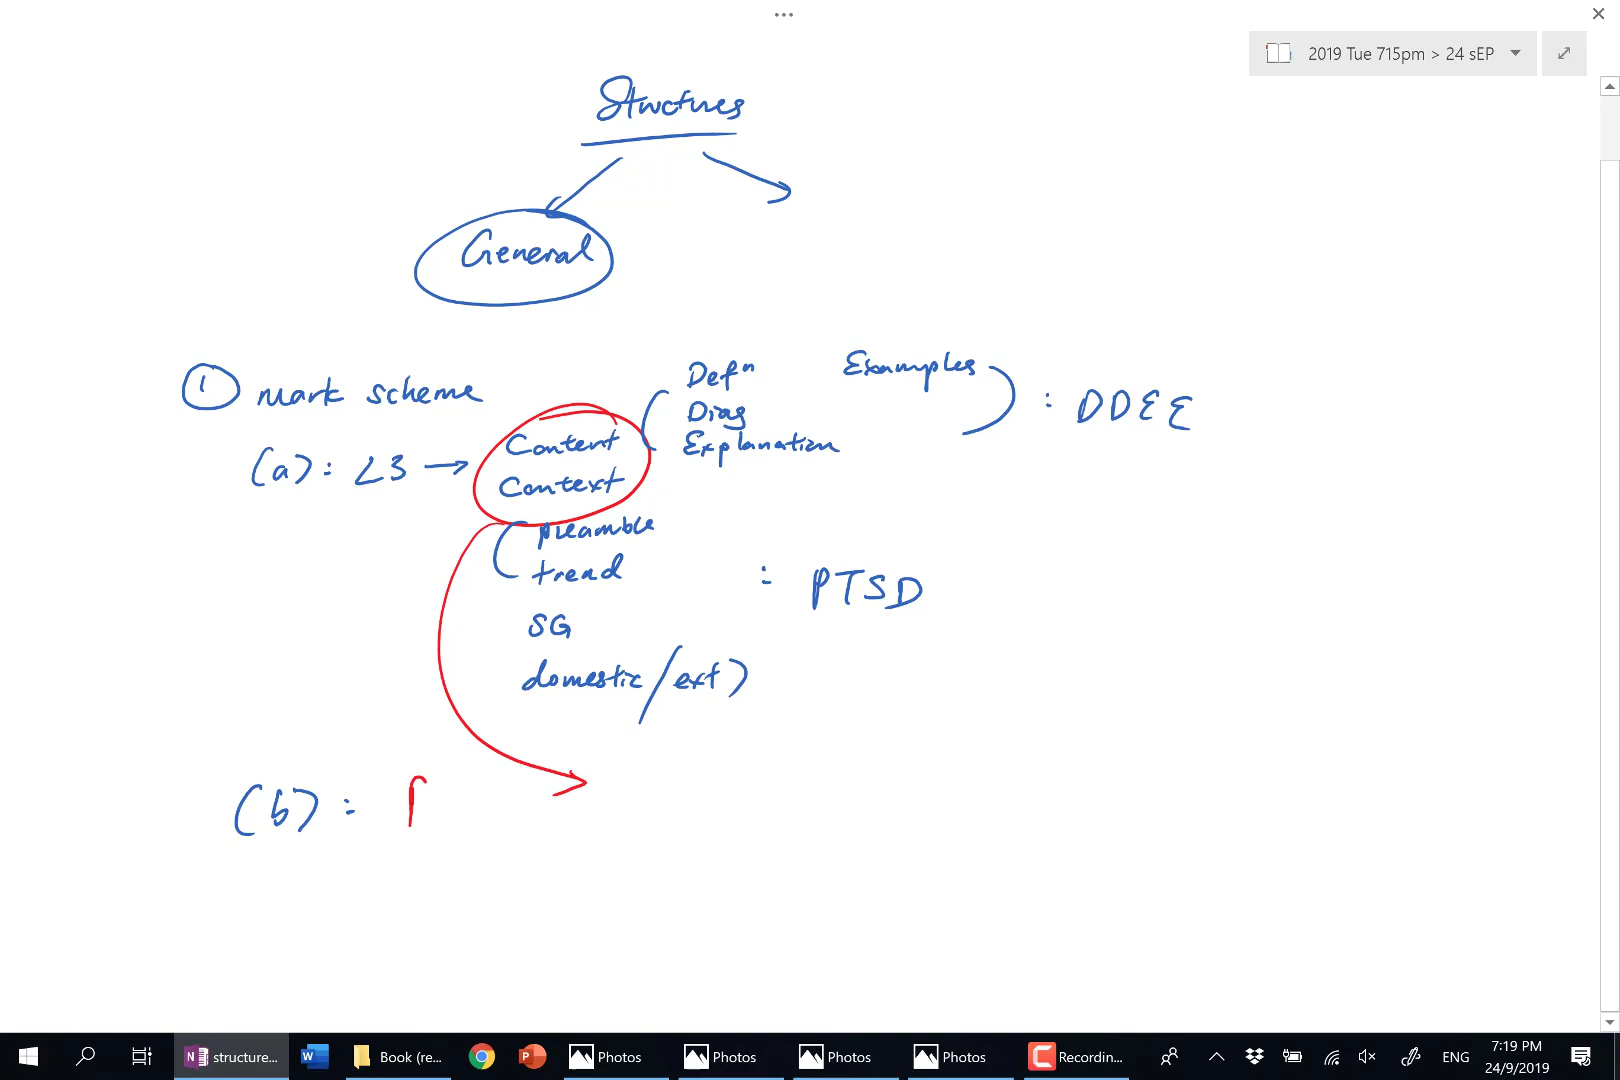 2019 Tue 715pm > 24 sEP
Structures
General
① mark scheme
Defn Examples
Diag : DDEE
Explanation
(a): L3 → Content
Context
preamble
trend : PTSD
SG
domestic/ext)
(b):
structure...
Book (re...
Photos
Photos
Photos
Photos
Recordin...
ENG
7:19 PM
24/9/2019